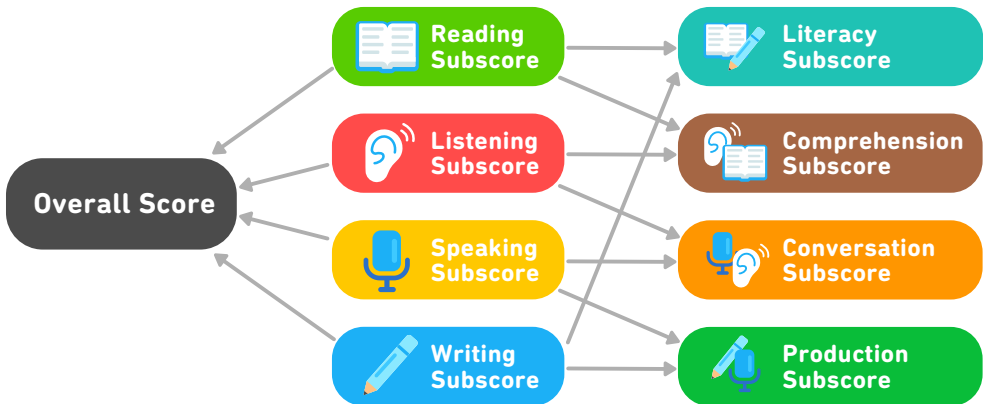 Reading
Subscore
Literacy
Subscore
Listening
Subscore
Comprehension
Subscore
Overall Score
Speaking
Subscore
Conversation
Subscore
Writing
Subscore
Production
Subscore